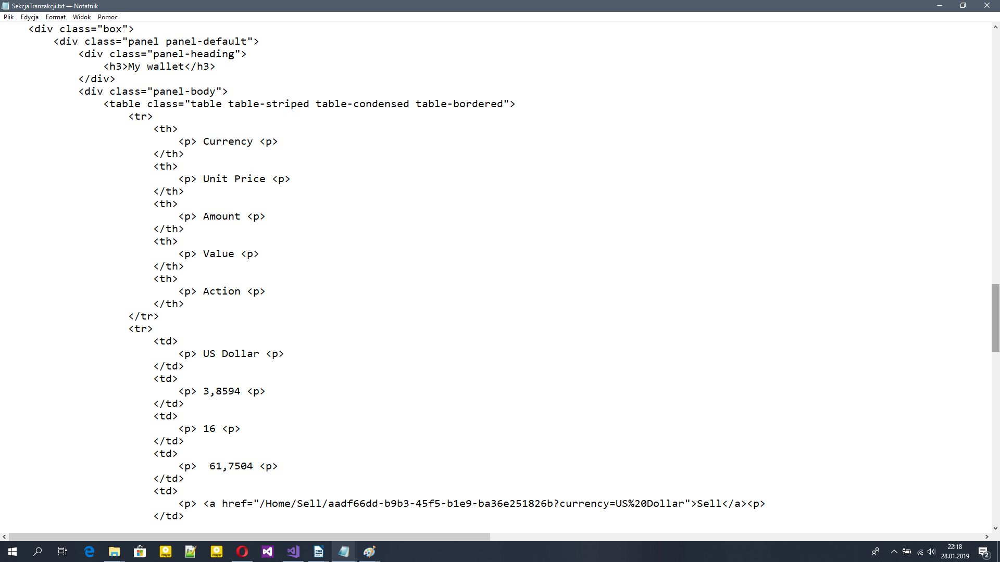 SekcjaTranzakcji.txt — Notatnik
Plik Edycja Format Widok Pomoc
<div class="box">
<div class="panel panel-default">
<div class="panel-heading">
<h3>My wallet</h3>
</div>
<div class="panel-body">
<table class="table table-striped table-condensed table-bordered">
<tr>
<th>
<p> Currency <p>
</th>
<th>
<p> Unit Price <p>
</th>
<th>
<p> Amount <p>
</th>
<th>
<p> Value <p>
</th>
<th>
<p> Action <p>
</th>
</tr>
<tr>
<td>
<p> US Dollar <p>
</td>
<td>
<p> 3,8594 <p>
</td>
<td>
<p> 16 <p>
</td>
<td>
<p>  61,7504 <p>
</td>
<td>
<p> <a href="/Home/Sell/aadf66dd-b9b3-45f5-b1e9-ba36e251826b?currency=US%20Dollar">Sell</a><p>
</td>
Player
Player
22:18
28.01.2019
2